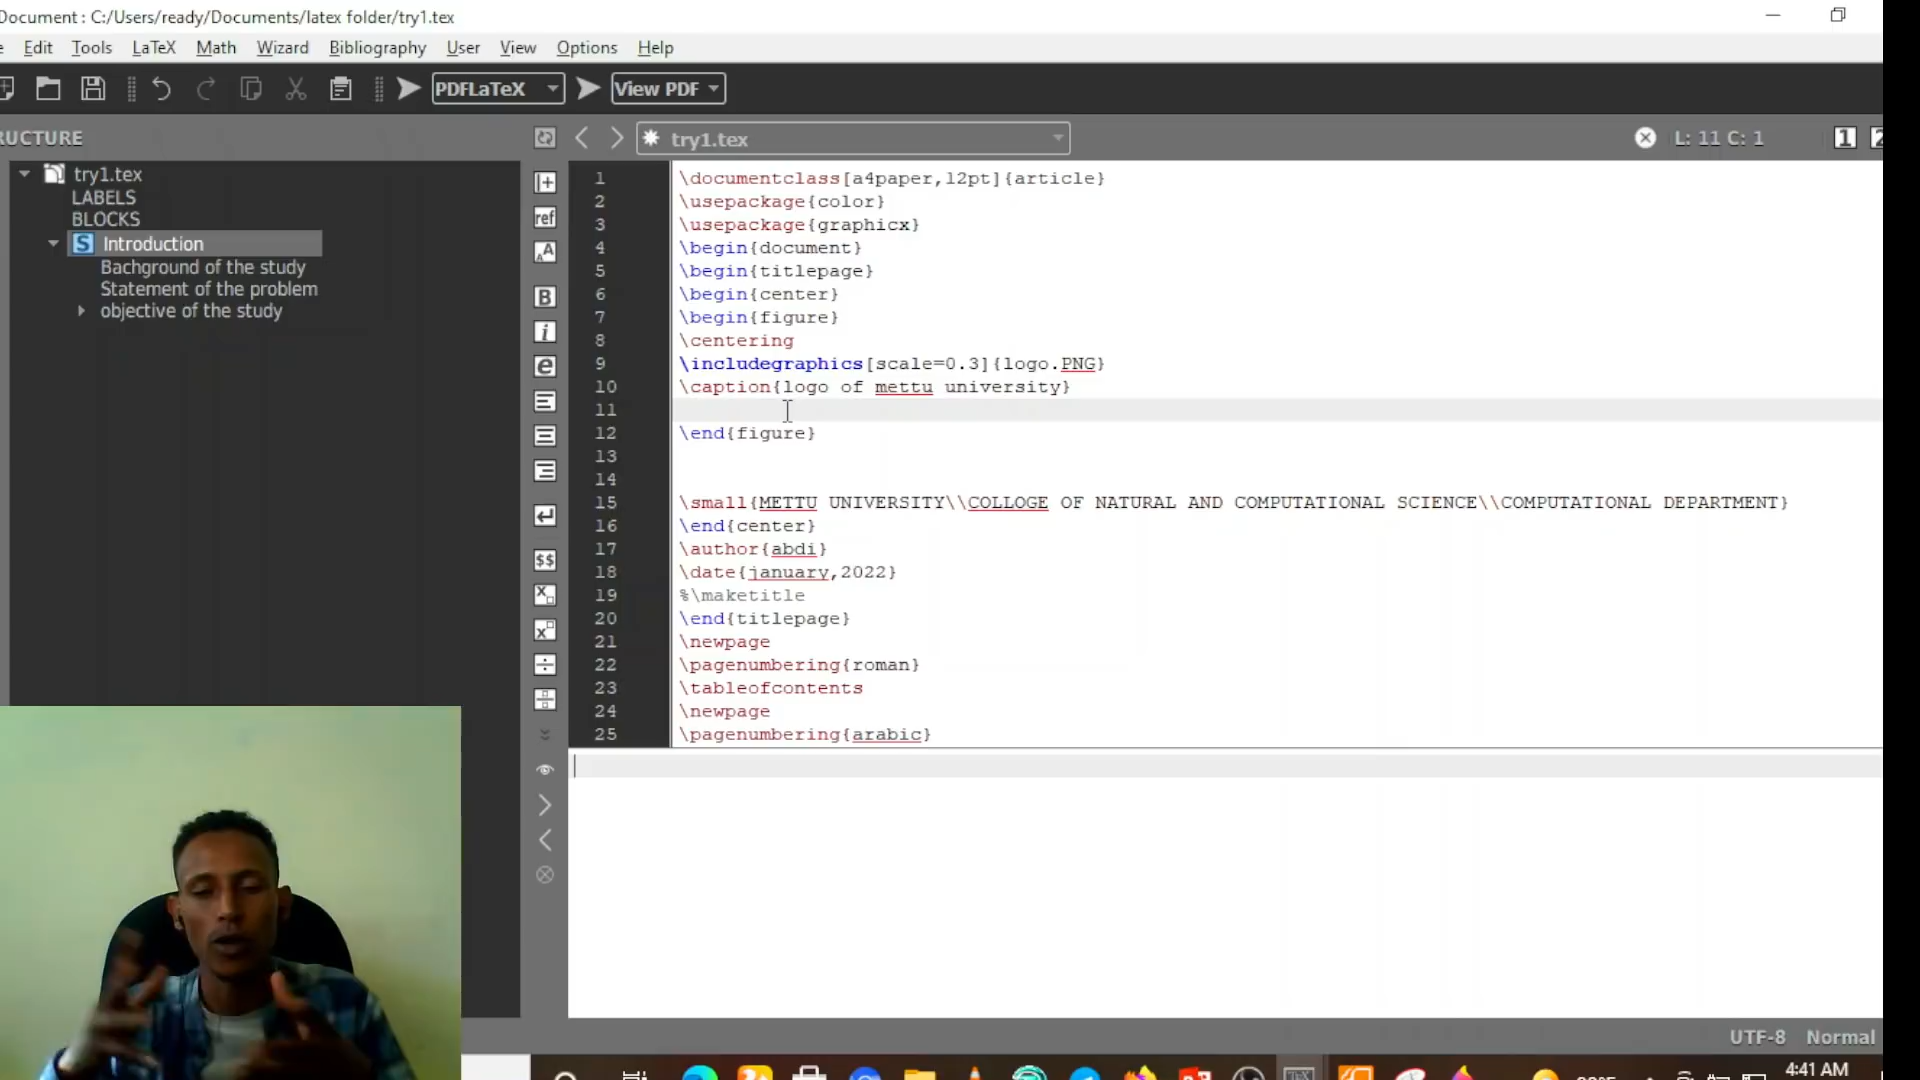 Document : C:/Users/ready/Documents/latex folder/try1.tex
Edit Tools LaTeX Math Wizard Bibliography User View Options Help
PDFLaTeX View PDF
RUCTURE
try1.tex
L: 11 C: 1
1 2
try1.tex
LABELS
BLOCKS
S Introduction
Bachground of the study
Statement of the problem
objective of the study
ref
A A
B
i
e
$$
1 \documentclass[a4paper,12pt]{article}
2 \usepackage{color}
3 \usepackage{graphicx}
4 \begin{document}
5 \begin{titlepage}
6 \begin{center}
7 \begin{figure}
8 \centering
9 \includegraphics[scale=0.3]{logo.PNG}
10 \caption{logo of mettu university}
11
12 \end{figure}
13
14
15 \small{METTU UNIVERSITY\\COLLOGE OF NATURAL AND COMPUTATIONAL SCIENCE\\COMPUTATIONAL DEPARTMENT}
16 \end{center}
17 \author{abdi}
18 \date{january,2022}
19 %\maketitle
20 \end{titlepage}
21 \newpage
22 \pagenumbering{roman}
23 \tableofcontents
24 \newpage
25 \pagenumbering{arabic}
UTF-8 Normal
4:41 AM